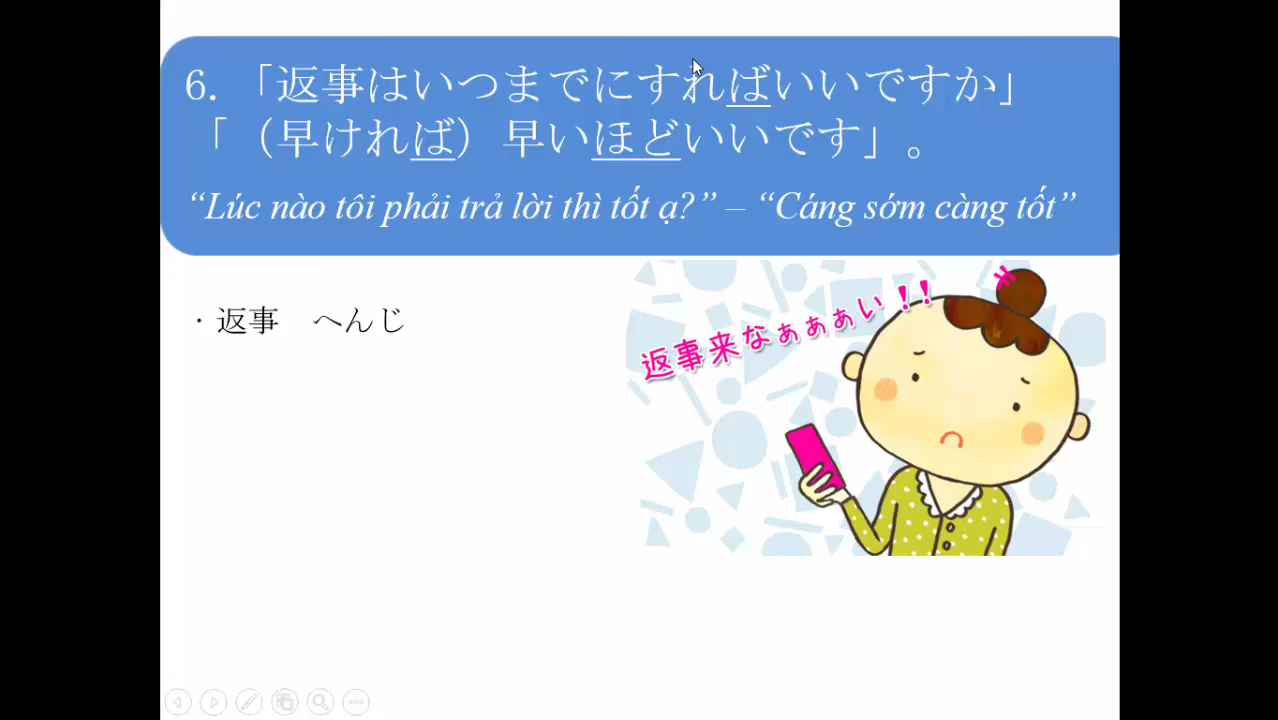 6. 「返事はいつまでにすればいいですか」
「（早ければ）早いほどいいです」。
“Lúc nào tôi phải trả lời thì tốt ạ?” – “Cáng sớm càng tốt”
・返事　へんじ
返事来なぁぁぁい！！